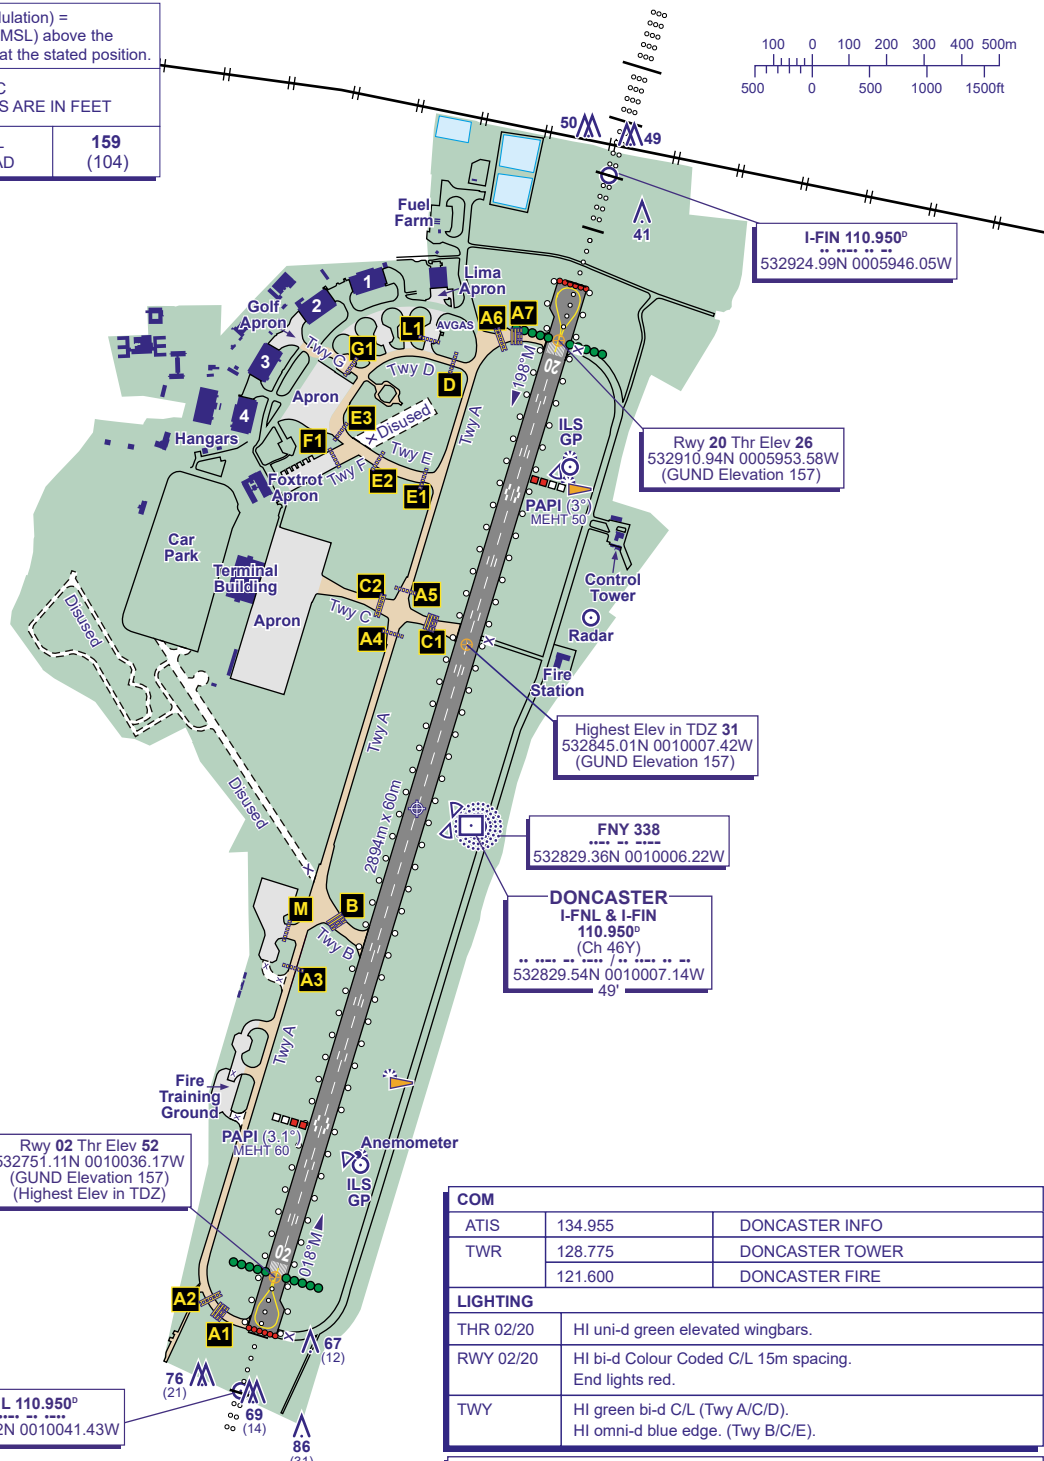 ulation) =
MSL) above the
at the stated position.
C
S ARE IN FEET
L
AD
159
(104)
100 0 100 200 300 400 500m
500 0 500 1000 1500ft
50
49
41
I-FIN 110.950ᴰ
532924.99N 0005946.05W
Fuel
Farm
Lima
Apron
1
2
3
4
Golf
Apron
AVGAS
L1
A6
A7
Twy G
G1
Twy D
D
198°M
20
Apron
E3
Disused
Twy A
Hangars
F1
Twy F
Twy E
E2
E1
Foxtrot
Apron
ILS
GP
PAPI (3°)
MEHT 50
Rwy 20 Thr Elev 26
532910.94N 0005953.58W
(GUND Elevation 157)
Car
Park
Terminal
Building
Apron
C2
A5
Twy C
A4
C1
Control
Tower
Radar
Fire
Station
Disused
Highest Elev in TDZ 31
532845.01N 0010007.42W
(GUND Elevation 157)
Twy A
Disused
2894m x 60m
FNY 338
532829.36N 0010006.22W
DONCASTER
I-FNL & I-FIN
110.950ᴰ
(Ch 46Y)
532829.54N 0010007.14W
49'
M
B
Twy B
A3
Twy A
Fire
Training
Ground
PAPI (3.1°)
MEHT 60
Anemometer
ILS
GP
Rwy 02 Thr Elev 52
532751.11N 0010036.17W
(GUND Elevation 157)
(Highest Elev in TDZ)
02
018°M
A2
A1
67
(12)
76
(21)
69
(14)
86
(31)
L 110.950ᴰ
2N 0010041.43W
COM
ATIS 134.955 DONCASTER INFO
TWR 128.775 DONCASTER TOWER
121.600 DONCASTER FIRE
LIGHTING
THR 02/20 HI uni-d green elevated wingbars.
RWY 02/20 HI bi-d Colour Coded C/L 15m spacing.
End lights red.
TWY HI green bi-d C/L (Twy A/C/D).
HI omni-d blue edge. (Twy B/C/E).